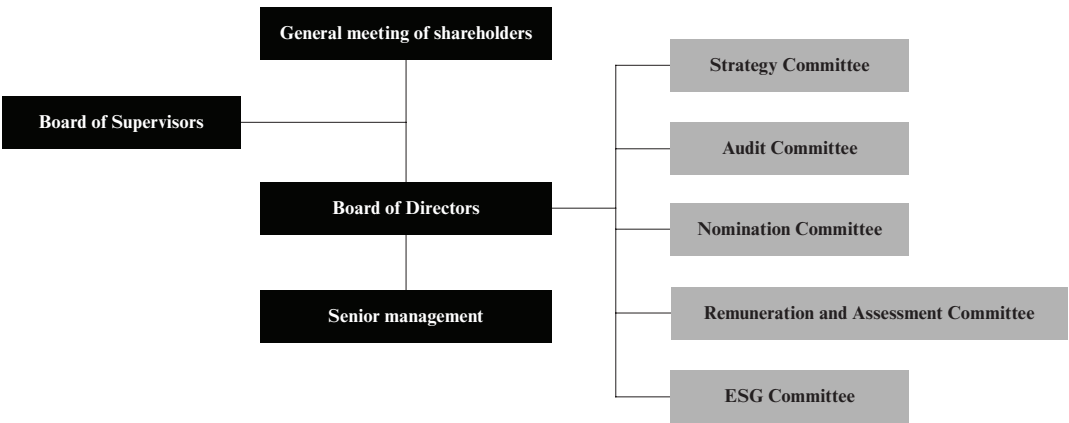 General meeting of shareholders
Board of Supervisors
Board of Directors
Senior management
Strategy Committee
Audit Committee
Nomination Committee
Remuneration and Assessment Committee
ESG Committee